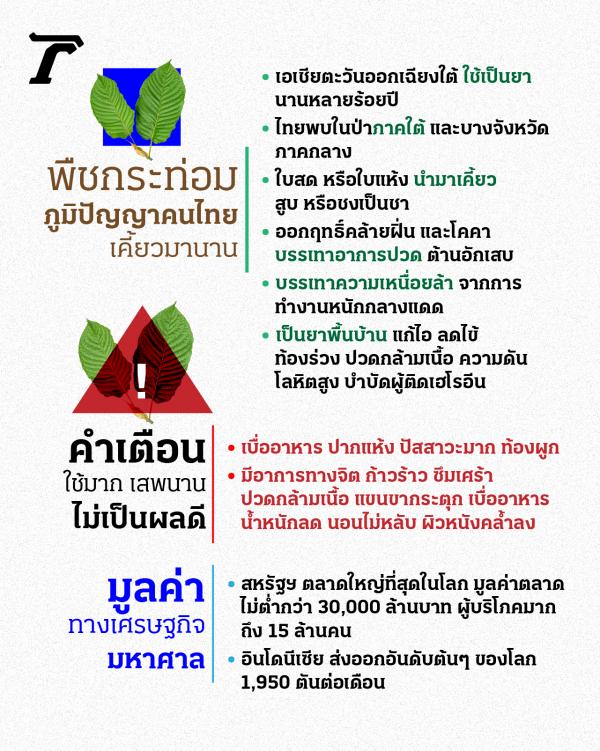 พืชกระท่อม
ภูมิปัญญาคนไทย
เคี้ยวมานาน
• เอเชียตะวันออกเฉียงใต้ ใช้เป็นยา
นานหลายร้อยปี
• ไทยพบในป่าภาคใต้ และบางจังหวัด
ภาคกลาง
• ใบสด หรือใบแห้ง นำมาเคี้ยว
สูบ หรือชงเป็นชา
• ออกฤทธิ์คล้ายฝิ่น และโคคา
บรรเทาอาการปวด ต้านอักเสบ
• บรรเทาความเหนื่อยล้า จากการ
ทำงานหนักกลางแดด
• เป็นยาพื้นบ้าน แก้ไอ ลดไข้
ท้องร่วง ปวดกล้ามเนื้อ ความดัน
โลหิตสูง บำบัดผู้ติดเฮโรอีน
!
คำเตือน
ใช้มาก เสพนาน
ไม่เป็นผลดี
• เบื่ออาหาร ปากแห้ง ปัสสาวะมาก ท้องผูก
• มีอาการทางจิต ก้าวร้าว ซึมเศร้า
ปวดกล้ามเนื้อ แขนขากระตุก เบื่ออาหาร
น้ำหนักลด นอนไม่หลับ ผิวหนังคล้ำลง
มูลค่า
ทางเศรษฐกิจ
มหาศาล
• สหรัฐฯ ตลาดใหญ่ที่สุดในโลก มูลค่าตลาด
ไม่ต่ำกว่า 30,000 ล้านบาท ผู้บริโภคมาก
ถึง 15 ล้านคน
• อินโดนีเซีย ส่งออกอันดับต้นๆ ของโลก
1,950 ตันต่อเดือน